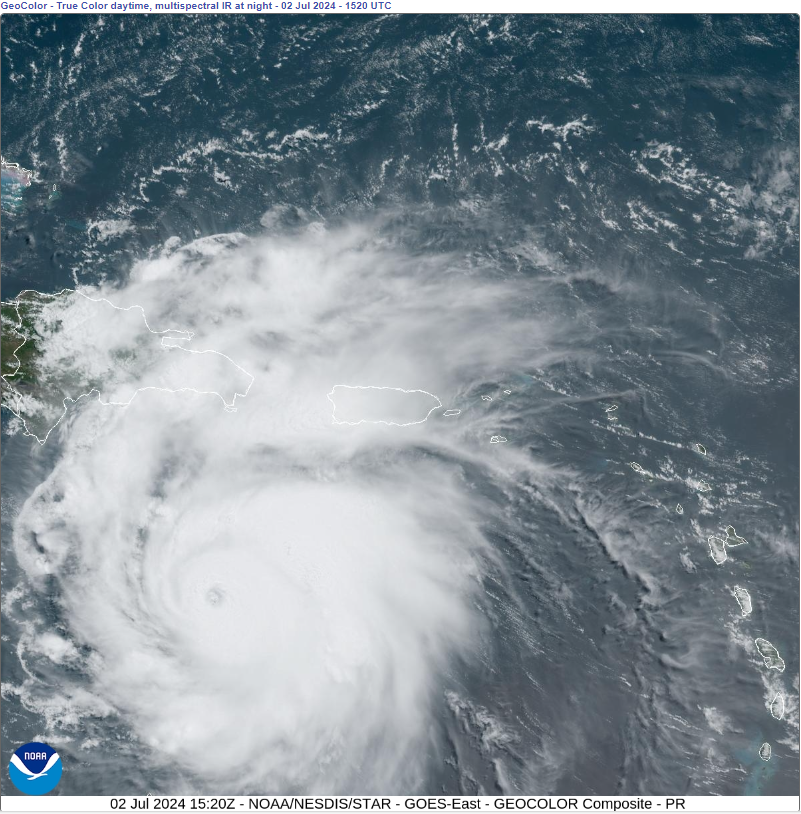 GeoColor - True Color daytime, multispectral IR at night - 02 Jul 2024 - 1520 UTC
NOAA
02 Jul 2024 15:20Z - NOAA/NESDIS/STAR - GOES-East - GEOCOLOR Composite - PR